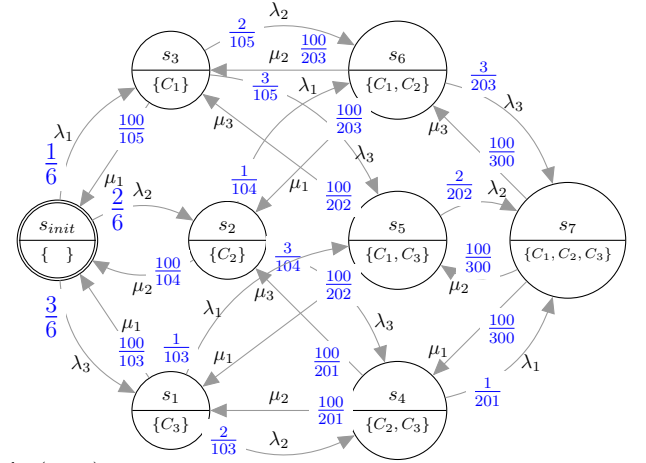 λ₂
2/105
s₃
{C₁}
μ₂
100/203
s₆
{C₁, C₂}
3/105
λ₁
3/203
λ₃
λ₁
1/6
100/105
μ₁
μ₃
100/203
λ₃
μ₃
100/300
1/104
μ₁
100/202
2/202
λ₂
2/6
λ₂
s_init
{ }
s₂
{C₂}
s₅
{C₁, C₃}
s₇
{C₁, C₂, C₃}
3/104
100/104
μ₂
100/202
100/300
μ₂
3/6
λ₁
μ₃
λ₃
μ₁
100/103
1/103
μ₁
100/201
100/300
μ₁
λ₃
λ₁
s₁
{C₃}
μ₂
100/201
s₄
{C₂, C₃}
1/201
2/103
λ₂